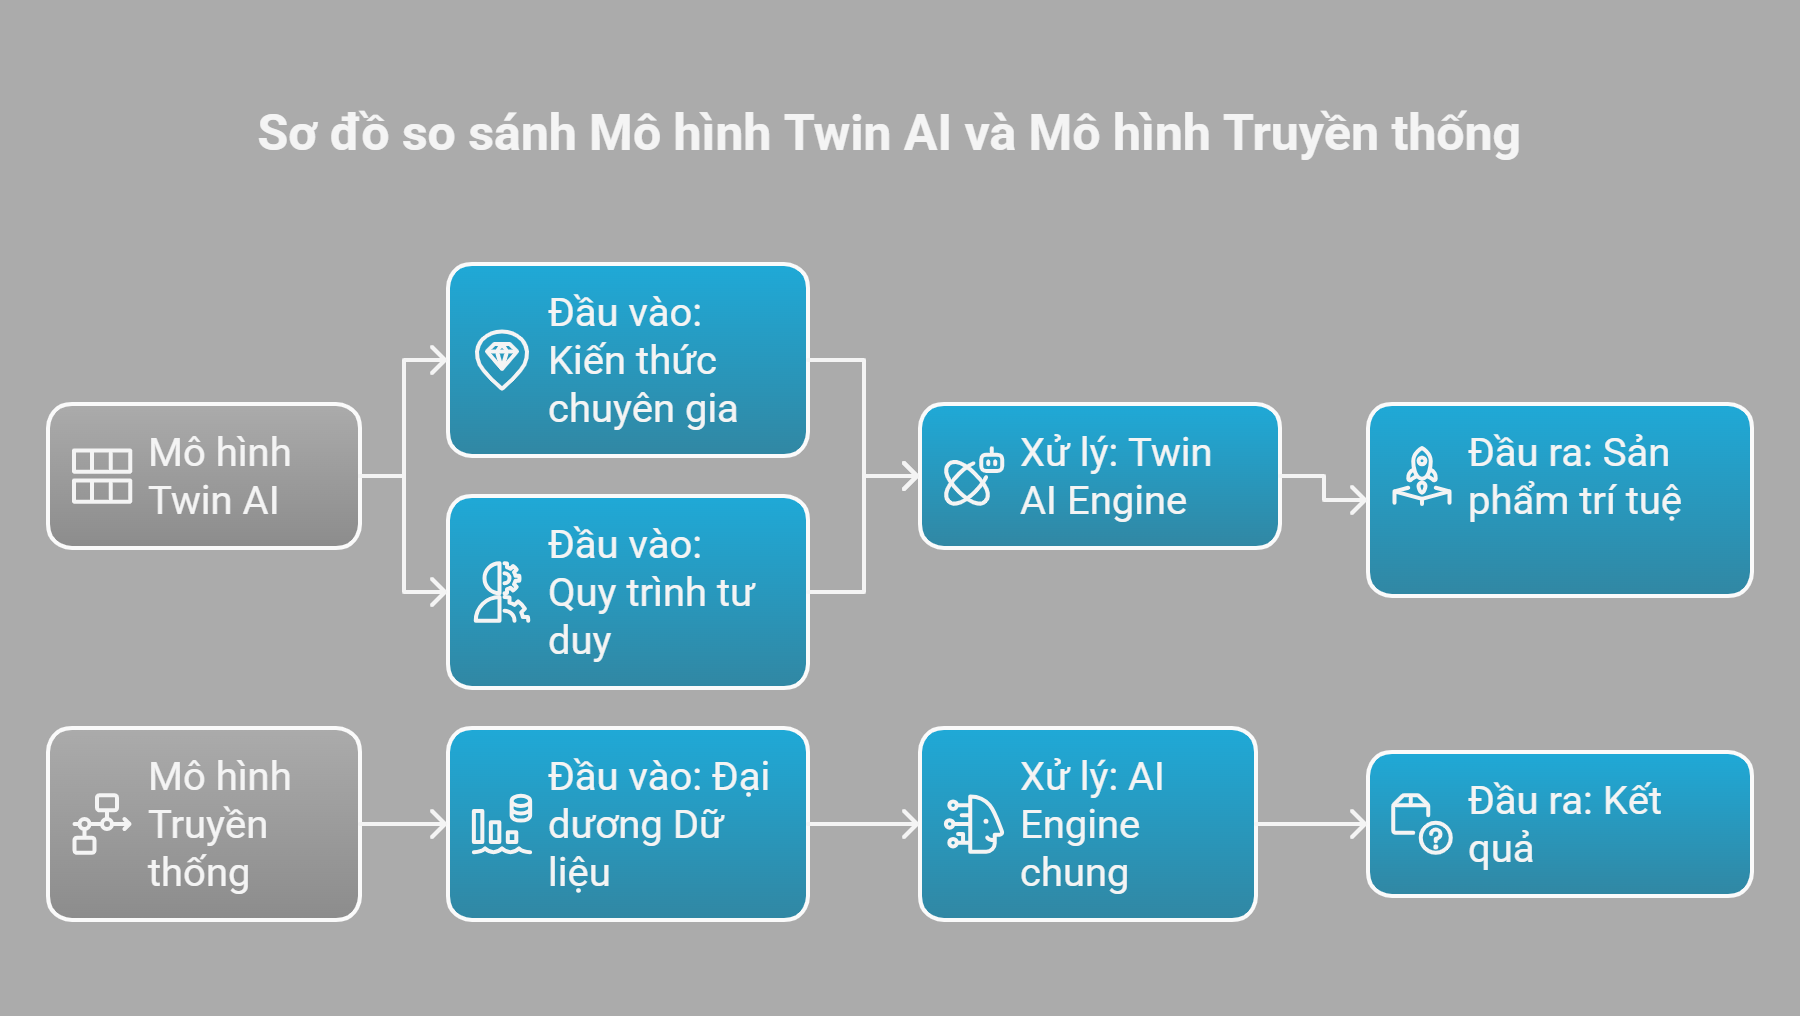 Sơ đồ so sánh Mô hình Twin AI và Mô hình Truyền thống
Mô hình
Twin AI
Đầu vào:
Kiến thức
chuyên gia
Đầu vào:
Quy trình tư
duy
Xử lý: Twin
AI Engine
Đầu ra: Sản
phẩm trí tuệ
Mô hình
Truyền
thống
Đầu vào: Đại
dương Dữ
liệu
Xử lý: AI
Engine
chung
Đầu ra: Kết
quả